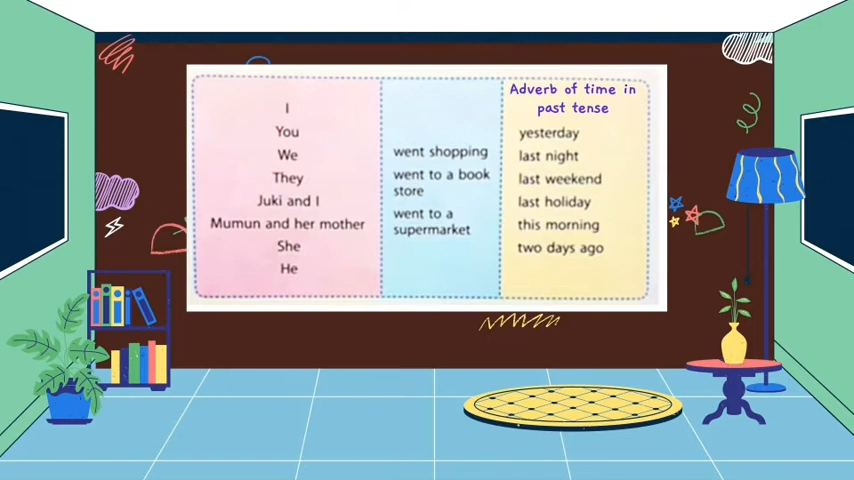 I
You
We
They
Juki and I
Mumun and her mother
She
He
went shopping
went to a book
store
went to a
supermarket
Adverb of time in
past tense
yesterday
last night
last weekend
last holiday
this morning
two days ago